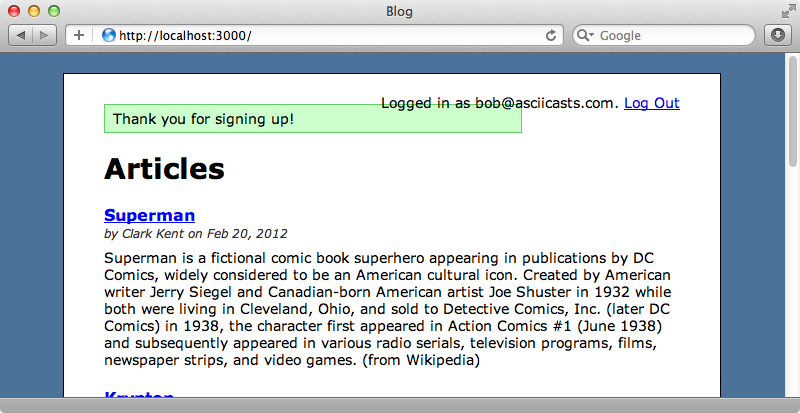 Blog
http://localhost:3000/
Google
Logged in as bob@asciicasts.com. Log Out
Thank you for signing up!
Articles
Superman
by Clark Kent on Feb 20, 2012
Superman is a fictional comic book superhero appearing in publications by DC
Comics, widely considered to be an American cultural icon. Created by American
writer Jerry Siegel and Canadian-born American artist Joe Shuster in 1932 while
both were living in Cleveland, Ohio, and sold to Detective Comics, Inc. (later DC
Comics) in 1938, the character first appeared in Action Comics #1 (June 1938)
and subsequently appeared in various radio serials, television programs, films,
newspaper strips, and video games. (from Wikipedia)
Krypton